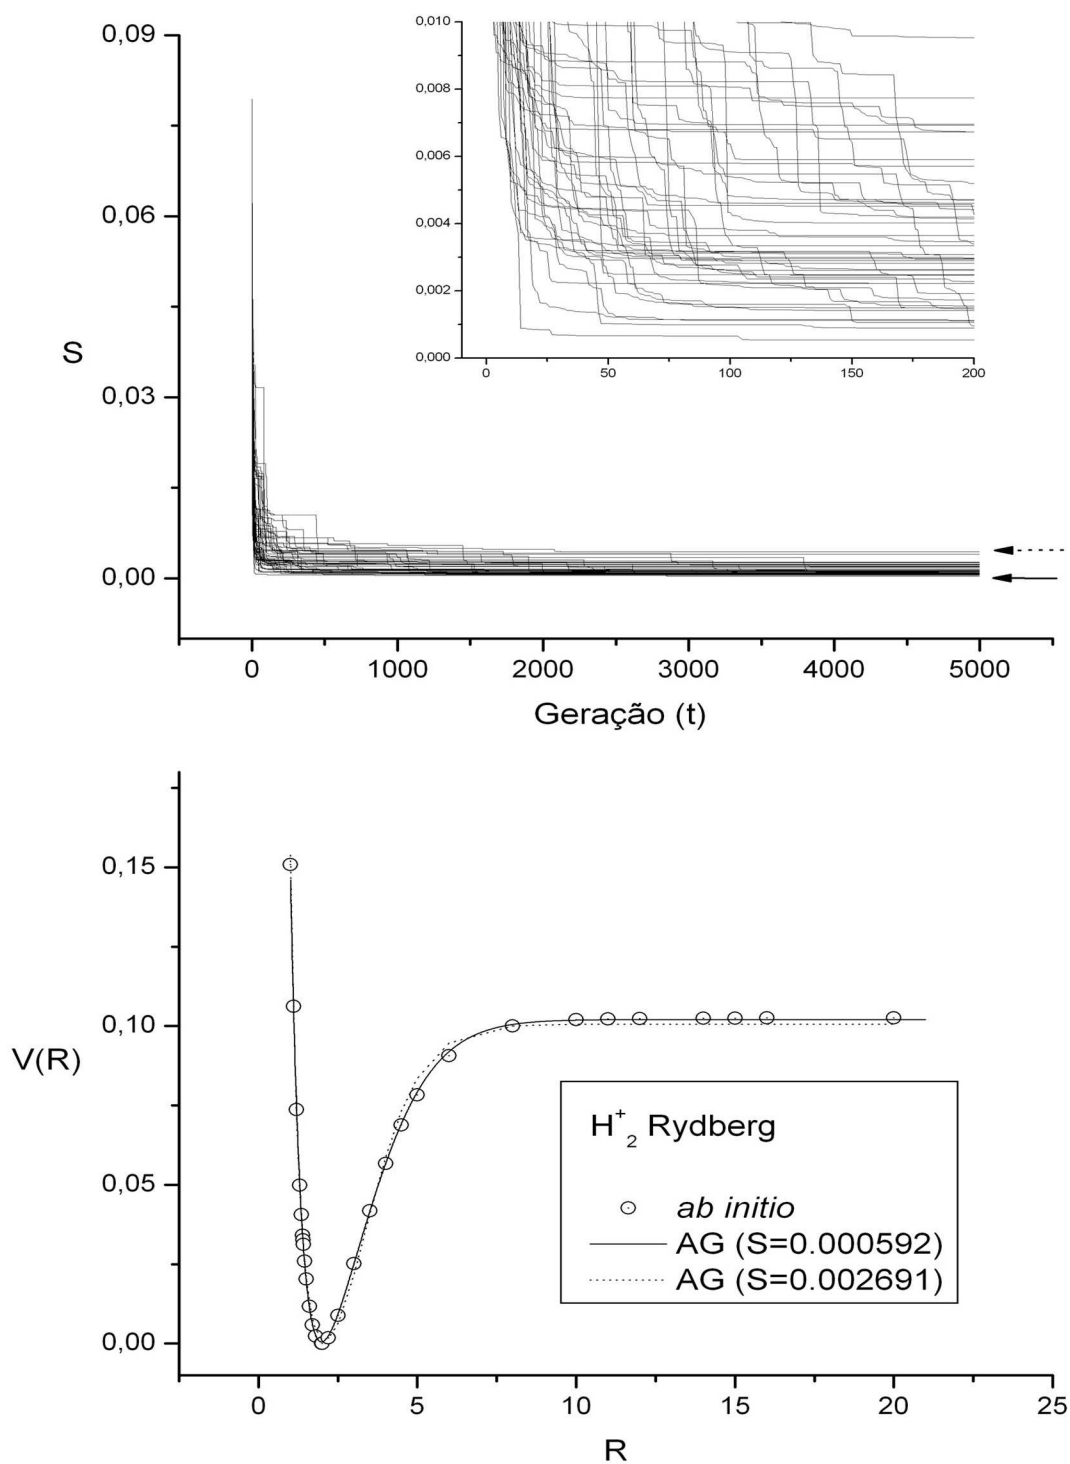 0,09
0,06
0,03
0,00
S
0 1000 2000 3000 4000 5000
Geração (t)
0,010
0,008
0,006
0,004
0,002
0,000
0 50 100 150 200
0,15
0,10
0,05
0,00
V(R)
H+2 Rydberg
ab initio
AG (S=0.000592)
AG (S=0.002691)
0 5 10 15 20 25
R